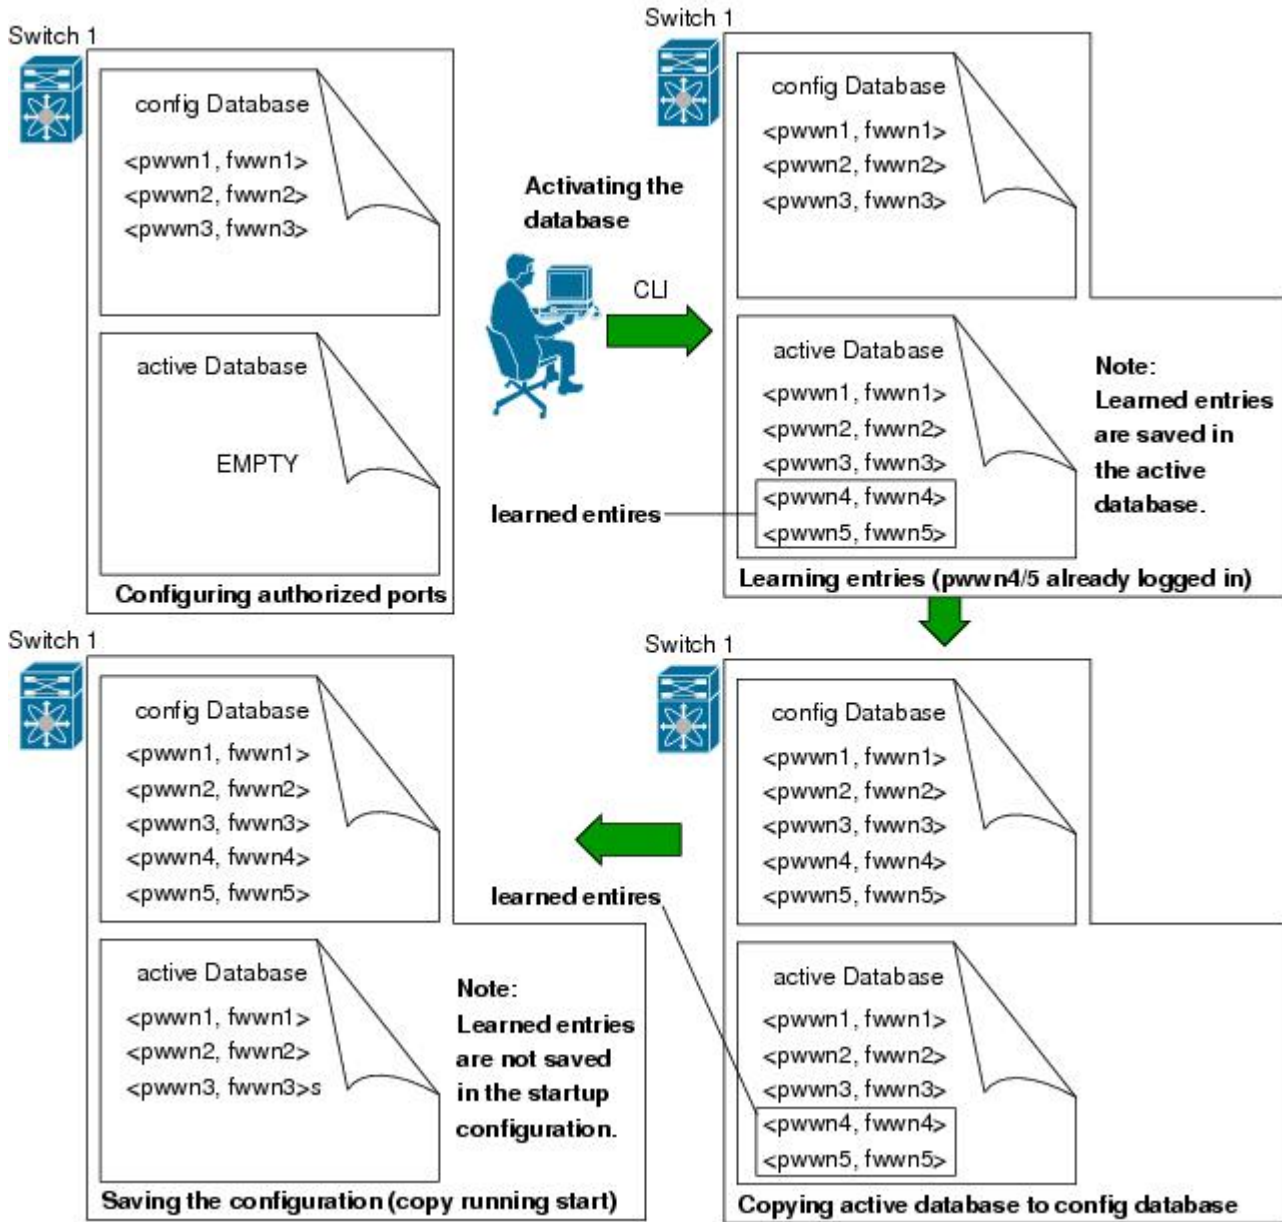 Switch 1
config Database
<pwwn1, fwwn1>
<pwwn2, fwwn2>
<pwwn3, fwwn3>
active Database
EMPTY
Configuring authorized ports
Activating the
database
CLI
Switch 1
config Database
<pwwn1, fwwn1>
<pwwn2, fwwn2>
<pwwn3, fwwn3>
active Database
<pwwn1, fwwn1>
<pwwn2, fwwn2>
<pwwn3, fwwn3>
<pwwn4, fwwn4>
<pwwn5, fwwn5>
learned entires
Note:
Learned entries
are saved in
the active
database.
Learning entries (pwwn4/5 already logged in)
Switch 1
config Database
<pwwn1, fwwn1>
<pwwn2, fwwn2>
<pwwn3, fwwn3>
<pwwn4, fwwn4>
<pwwn5, fwwn5>
active Database
<pwwn1, fwwn1>
<pwwn2, fwwn2>
<pwwn3, fwwn3>s
Note:
Learned entries
are not saved
in the startup
configuration.
Saving the configuration (copy running start)
Switch 1
config Database
<pwwn1, fwwn1>
<pwwn2, fwwn2>
<pwwn3, fwwn3>
<pwwn4, fwwn4>
<pwwn5, fwwn5>
learned entires
active Database
<pwwn1, fwwn1>
<pwwn2, fwwn2>
<pwwn3, fwwn3>
<pwwn4, fwwn4>
<pwwn5, fwwn5>
Copying active database to config database